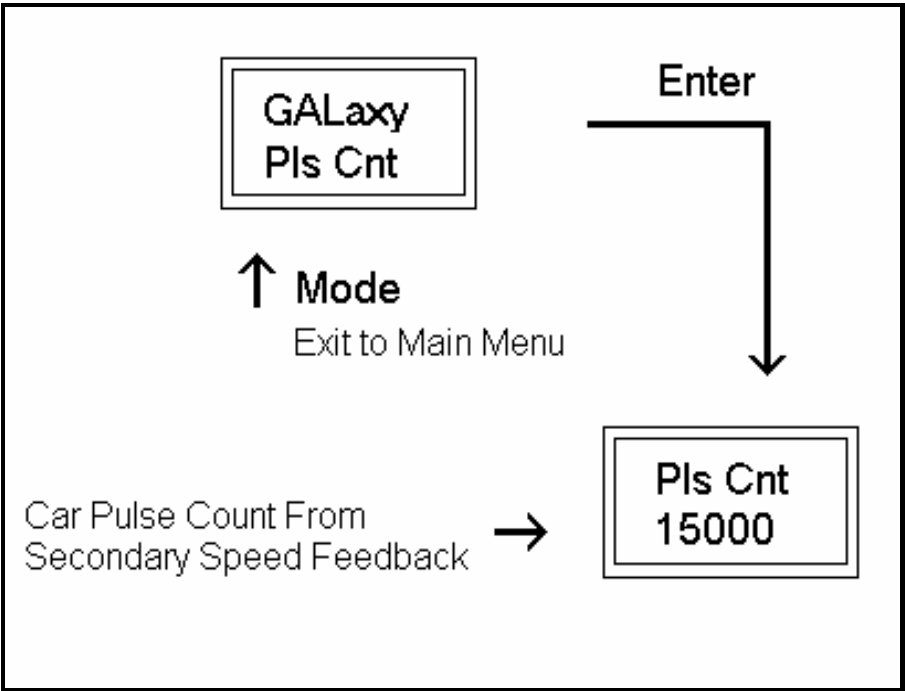 GALaxy
Pls Cnt
Enter
Mode
Exit to Main Menu
Car Pulse Count From
Secondary Speed Feedback
Pls Cnt
15000